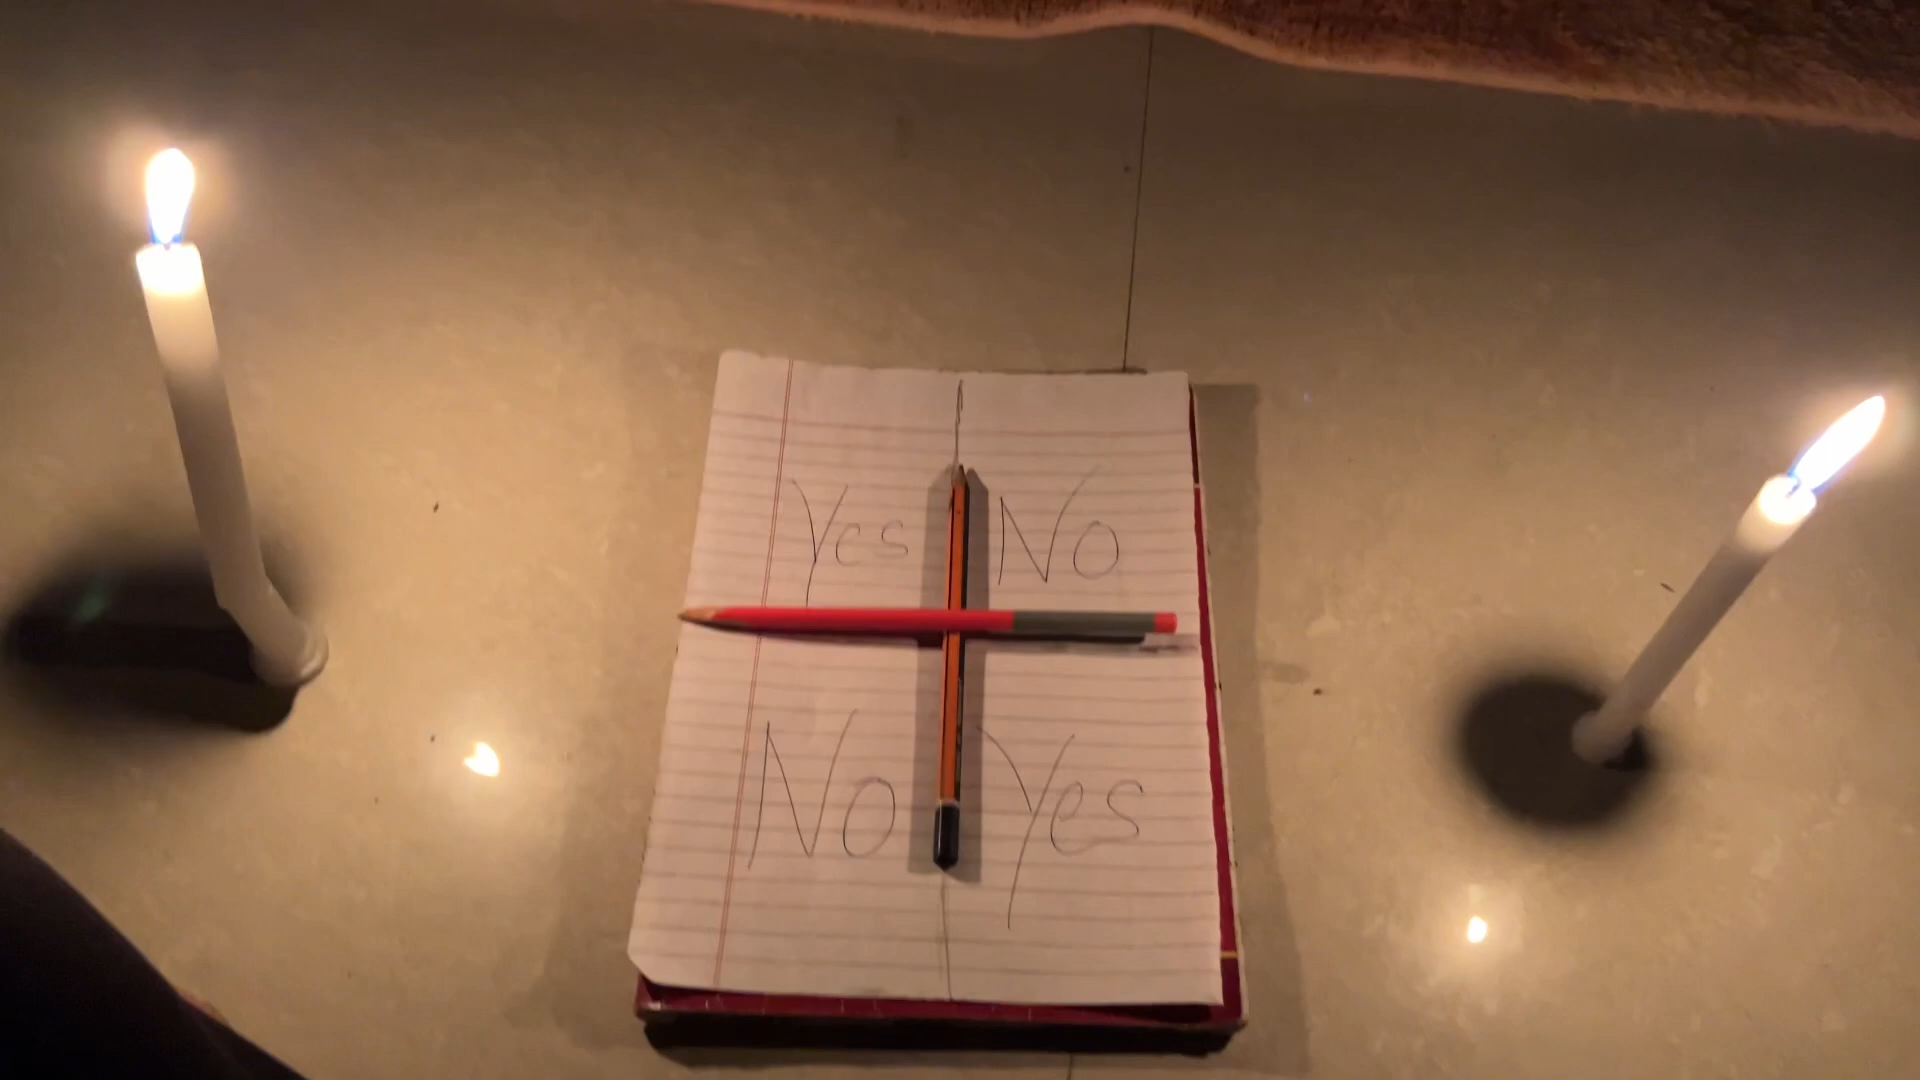 Yes No
No Yes